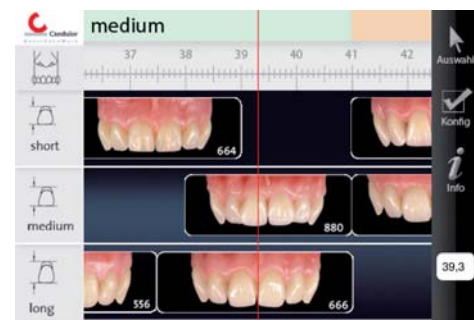 Candulor
medium
37 38 39 40 41 42
Auswahl
short
664
Konfig
Info
medium
880
39,3
long
556
666